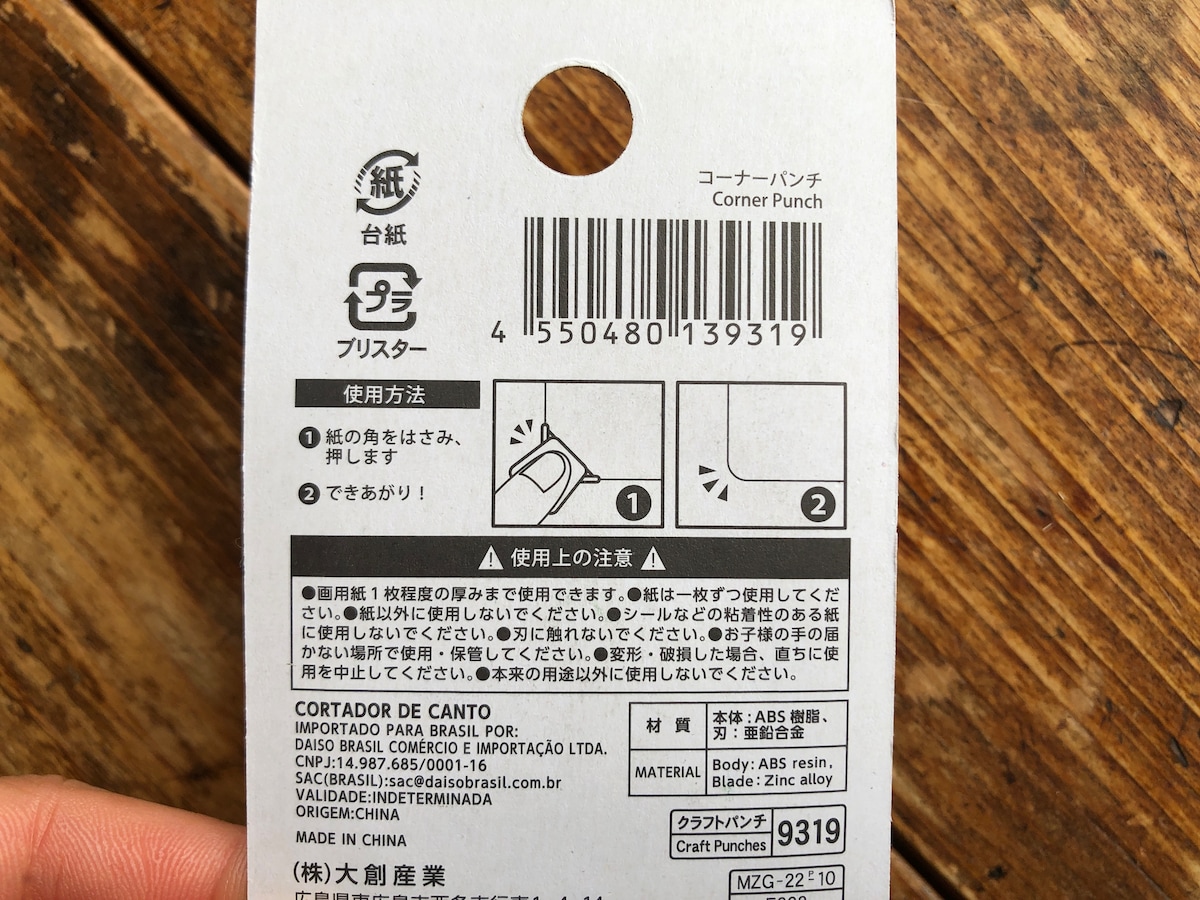 紙
台紙
プラ
ブリスター
コーナーパンチ
Corner Punch
4 550480 139319
使用方法
❶紙の角をはさみ、
押します
❷できあがり！
1
2
⚠ 使用上の注意 ⚠
●画用紙1枚程度の厚みまで使用できます。●紙は一枚ずつ使用してくだ
さい。●紙以外に使用しないでください。●シールなどの粘着性のある紙
に使用しないでください。●刃に触れないでください。●お子様の手の届
かない場所で使用・保管してください。●変形・破損した場合、直ちに使
用を中止してください。●本来の用途以外に使用しないでください。
CORTADOR DE CANTO
IMPORTADO PARA BRASIL POR:
DAISO BRASIL COMÉRCIO E IMPORTAÇÃO LTDA.
CNPJ:14.987.685/0001-16
SAC(BRASIL):sac@daisobrasil.com.br
VALIDADE:INDETERMINADA
ORIGEM:CHINA
MADE IN CHINA
(株)大創産業
材質
本体：ABS樹脂、
刃：亜鉛合金
MATERIAL
Body: ABS resin,
Blade: Zinc alloy
クラフトパンチ
Craft Punches
9319
MZG-22 P 10